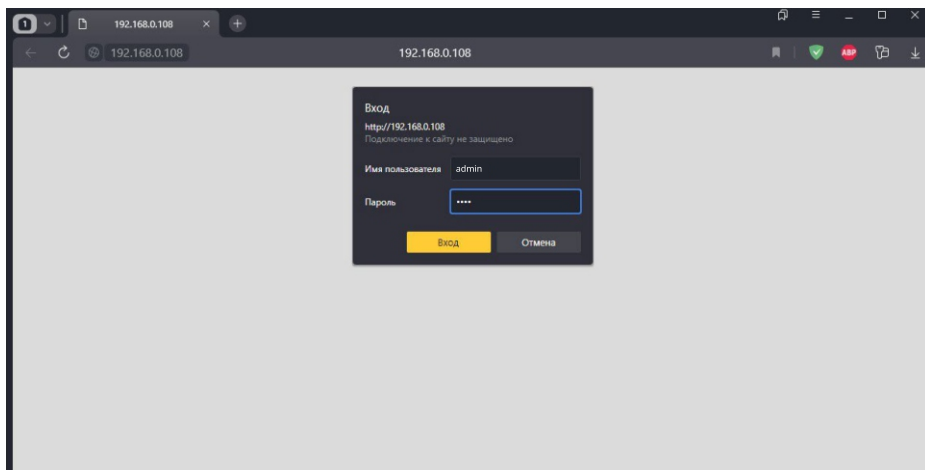 1
192.168.0.108
192.168.0.108
192.168.0.108
ABP
Вход
http://192.168.0.108
Подключение к сайту не защищено
Имя пользователя admin
Пароль ••••
Вход Отмена